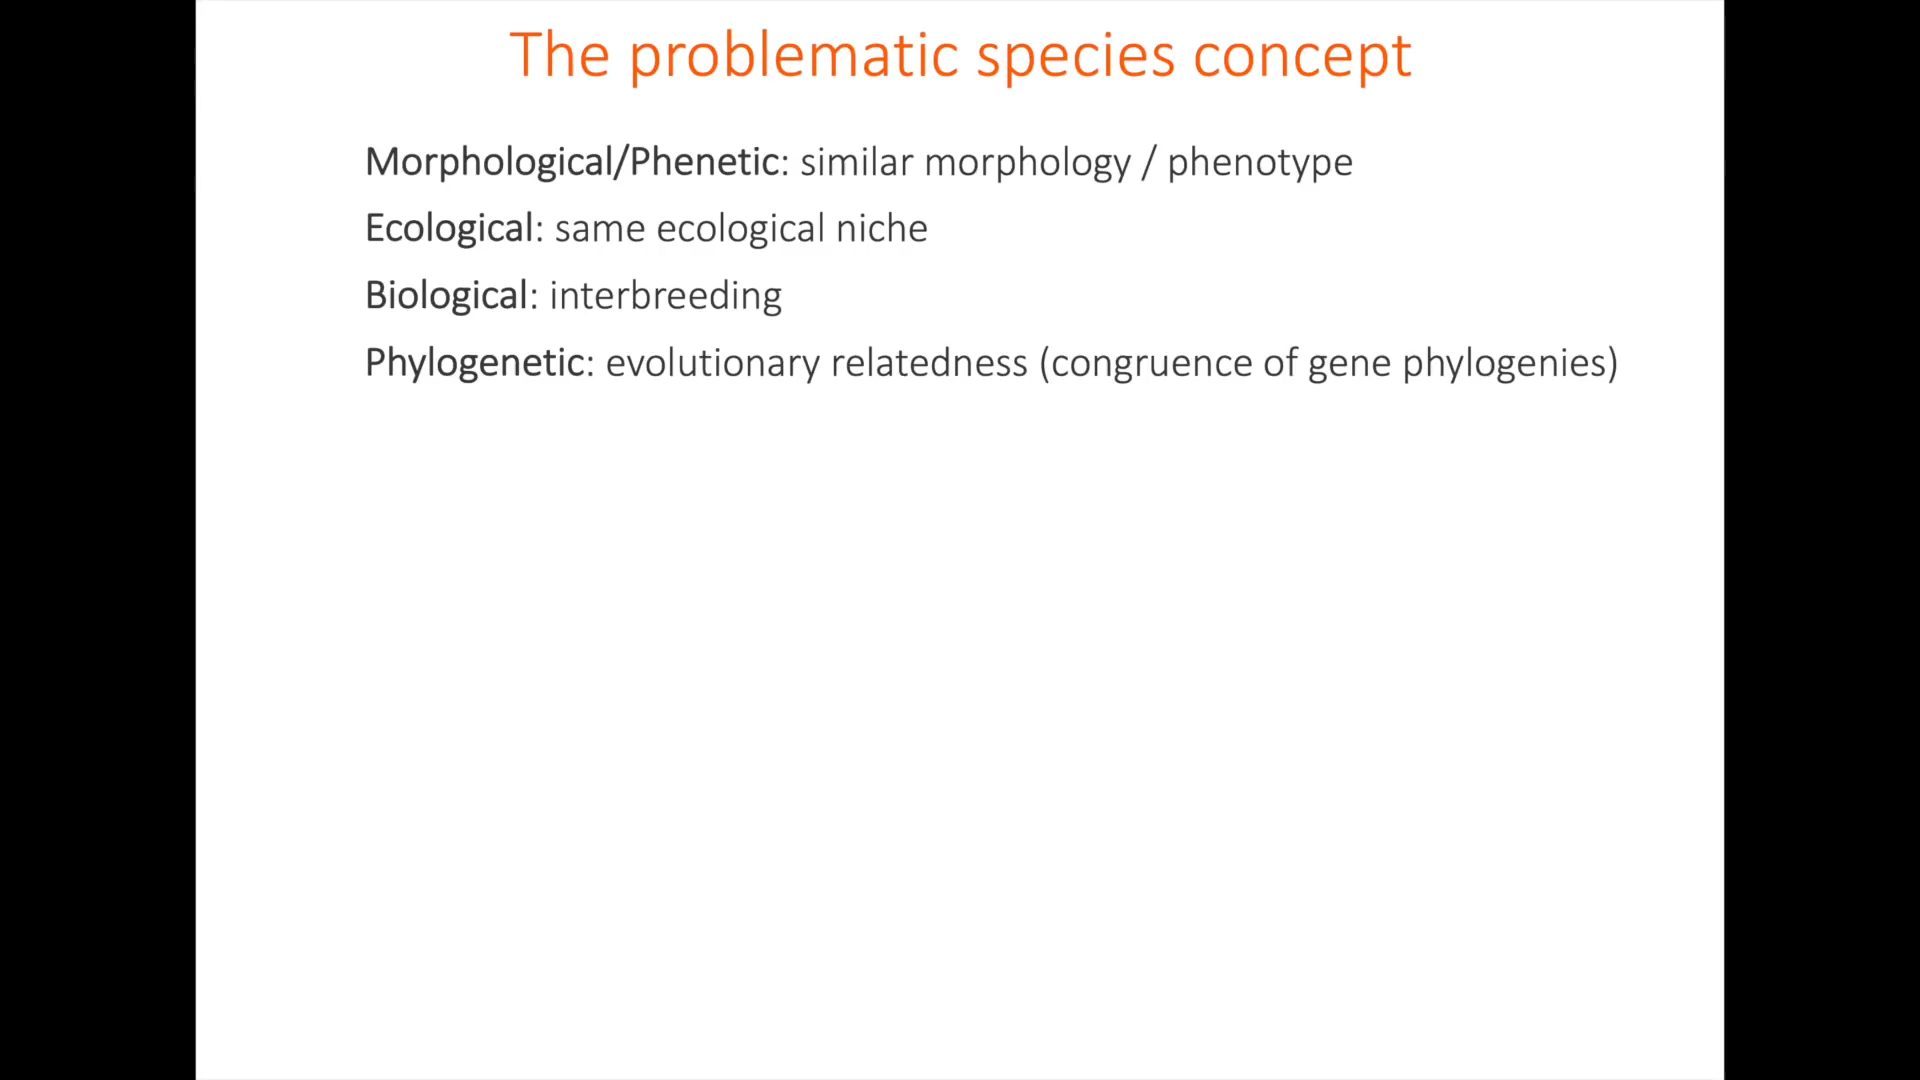 The problematic species concept
Morphological/Phenetic: similar morphology / phenotype
Ecological: same ecological niche
Biological: interbreeding
Phylogenetic: evolutionary relatedness (congruence of gene phylogenies)